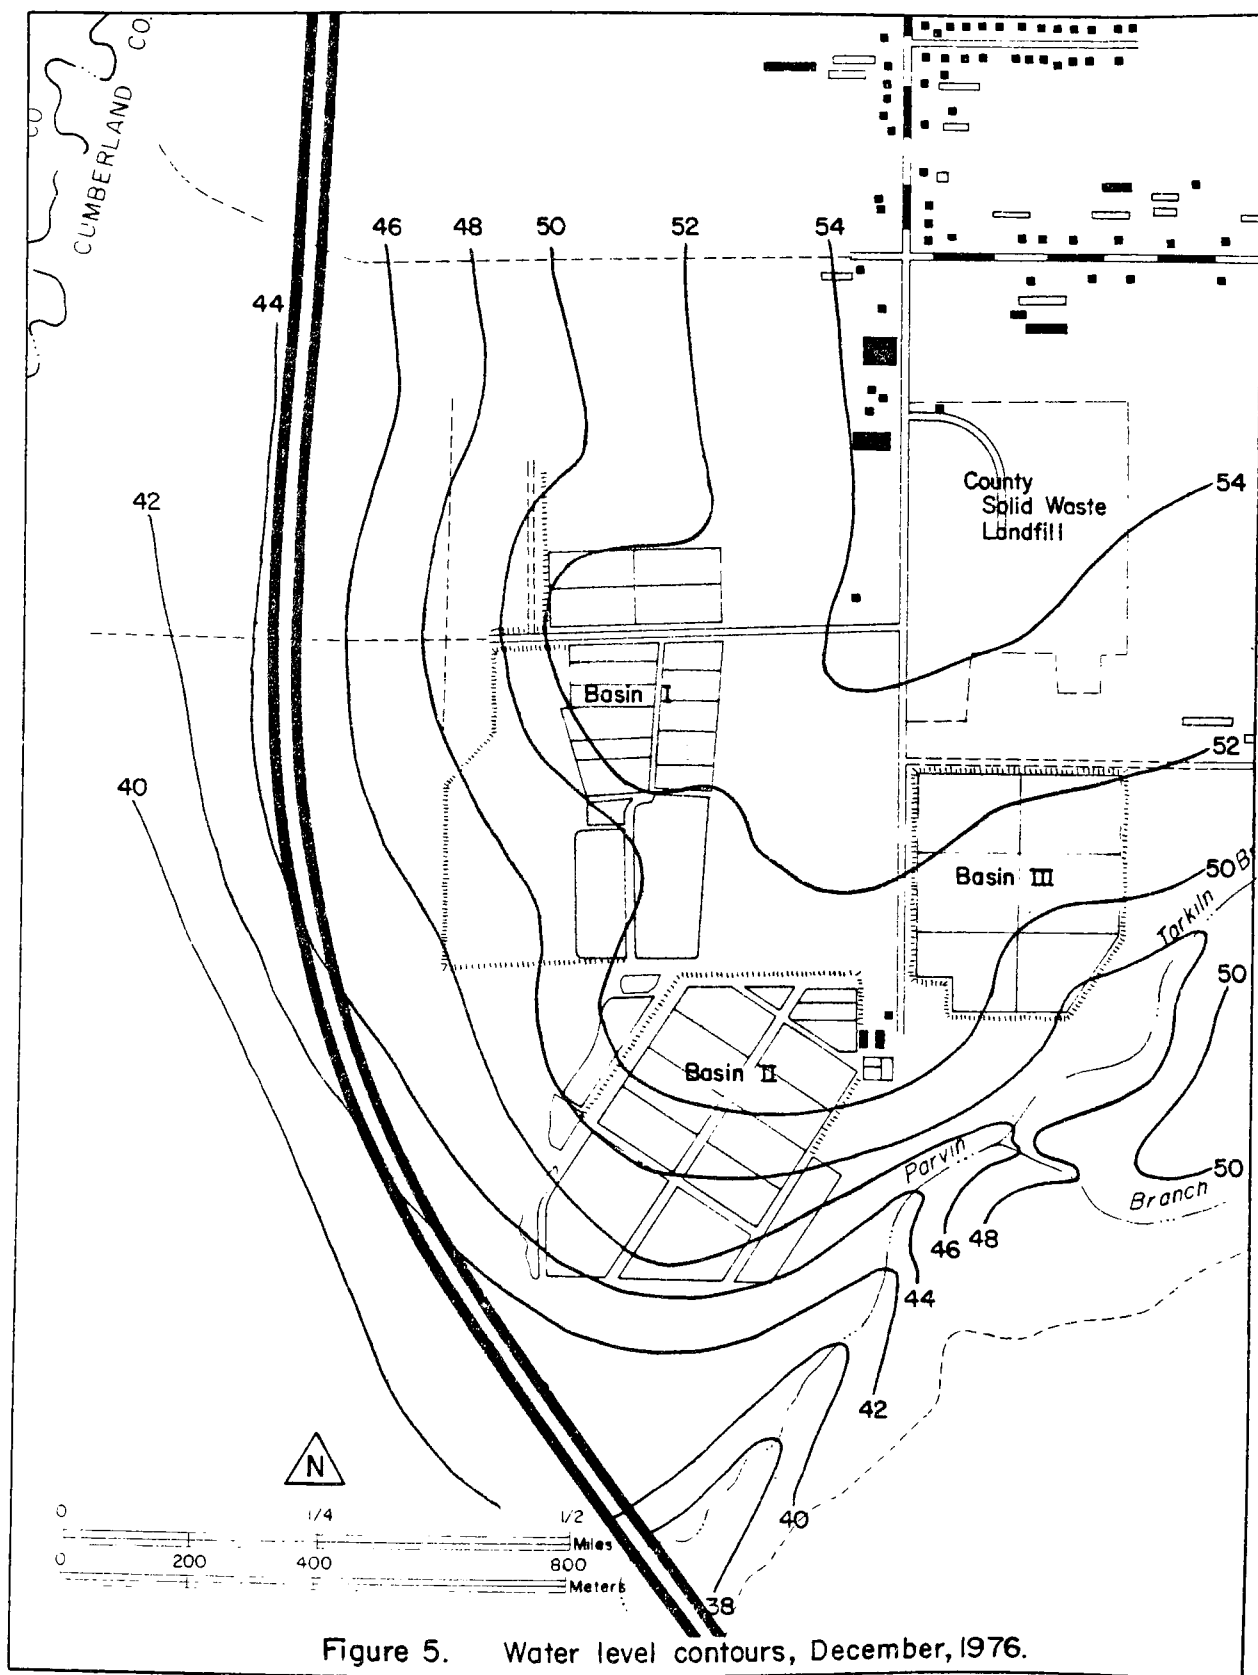 CO
CUMBERLAND CO.
46
48
50
52
54
44
42
County
Solid Waste
Landfill
54
Basin I
52
40
Basin III
50
Tarkiln
50
Basin II
Parvin
50
Branch
46
48
44
42
N
0
1/4
1/2
Miles
40
0
200
400
800
Meters
38
Figure 5. Water level contours, December, 1976.